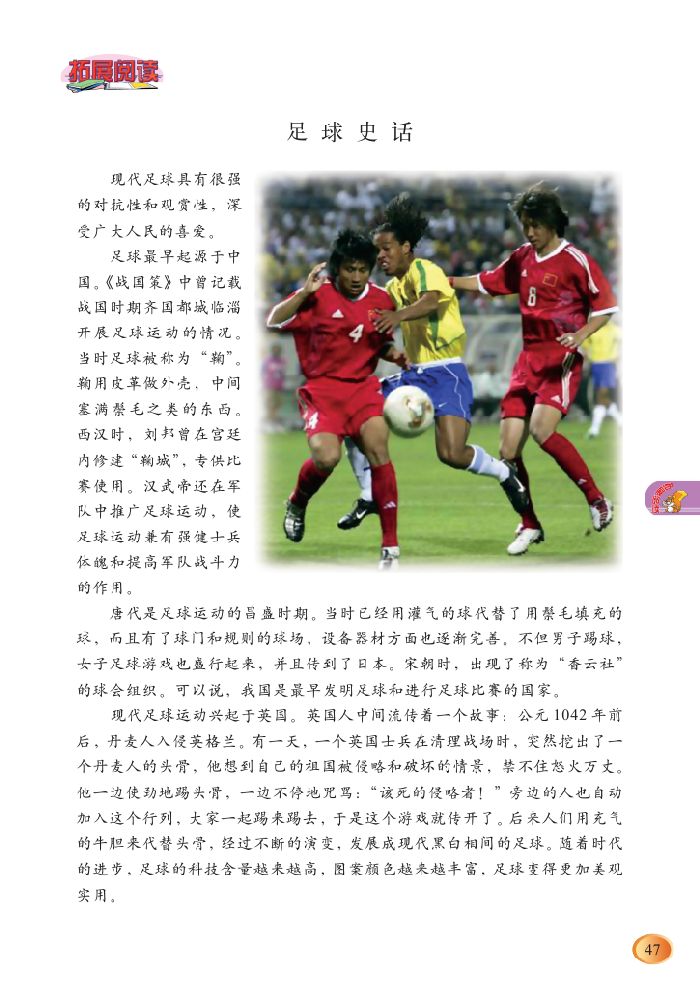 拓展阅读
足球史话
现代足球具有很强
的对抗性和观赏性，深
受广大人民的喜爱。
足球最早起源于中
国。《战国策》中曾记载
战国时期齐国都城临淄
开展足球运动的情况。
当时足球被称为“鞠”。
鞠用皮革做外壳，中间
塞满鬃毛之类的东西。
西汉时，刘邦曾在宫廷
内修建“鞠城”，专供比
赛使用。汉武帝还在军
队中推广足球运动，使
足球运动兼有强健士兵
体魄和提高军队战斗力
的作用。
4
8
唐代是足球运动的昌盛时期。当时已经用灌气的球代替了用鬃毛填充的
球，而且有了球门和规则的球场，设备器材方面也逐渐完善。不但男子踢球，
女子足球游戏也盛行起来，并且传到了日本。宋朝时，出现了称为“香云社”
的球会组织。可以说，我国是最早发明足球和进行足球比赛的国家。
现代足球运动兴起于英国。英国人中间流传着一个故事：公元1042年前
后，丹麦人入侵英格兰。有一天，一个英国士兵在清理战场时，突然挖出了一
个丹麦人的头骨，他想到自己的祖国被侵略和破坏的情景，禁不住怒火万丈。
他一边使劲地踢头骨，一边不停地咒骂：“该死的侵略者！”旁边的人也自动
加入这个行列，大家一起踢来踢去，于是这个游戏就传开了。后来人们用充气
的牛胆来代替头骨，经过不断的演变，发展成现代黑白相间的足球。随着时代
的进步，足球的科技含量越来越高，图案颜色越来越丰富，足球变得更加美观
实用。
47